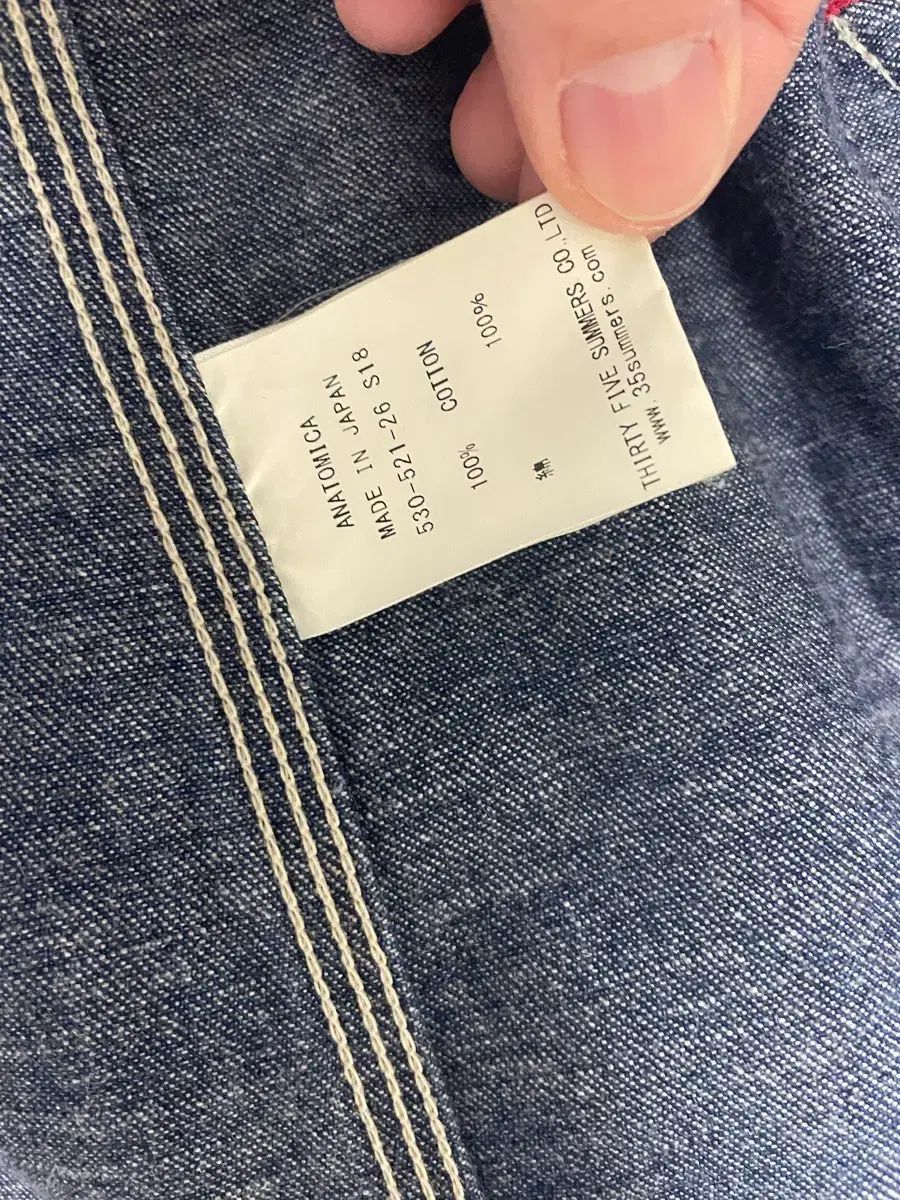 ANATOMICA
MADE IN JAPAN
530-521-26 S18
100% COTTON
綿 100%
THIRTY FIVE SUMMERS CO.,LTD
www.35summers.com